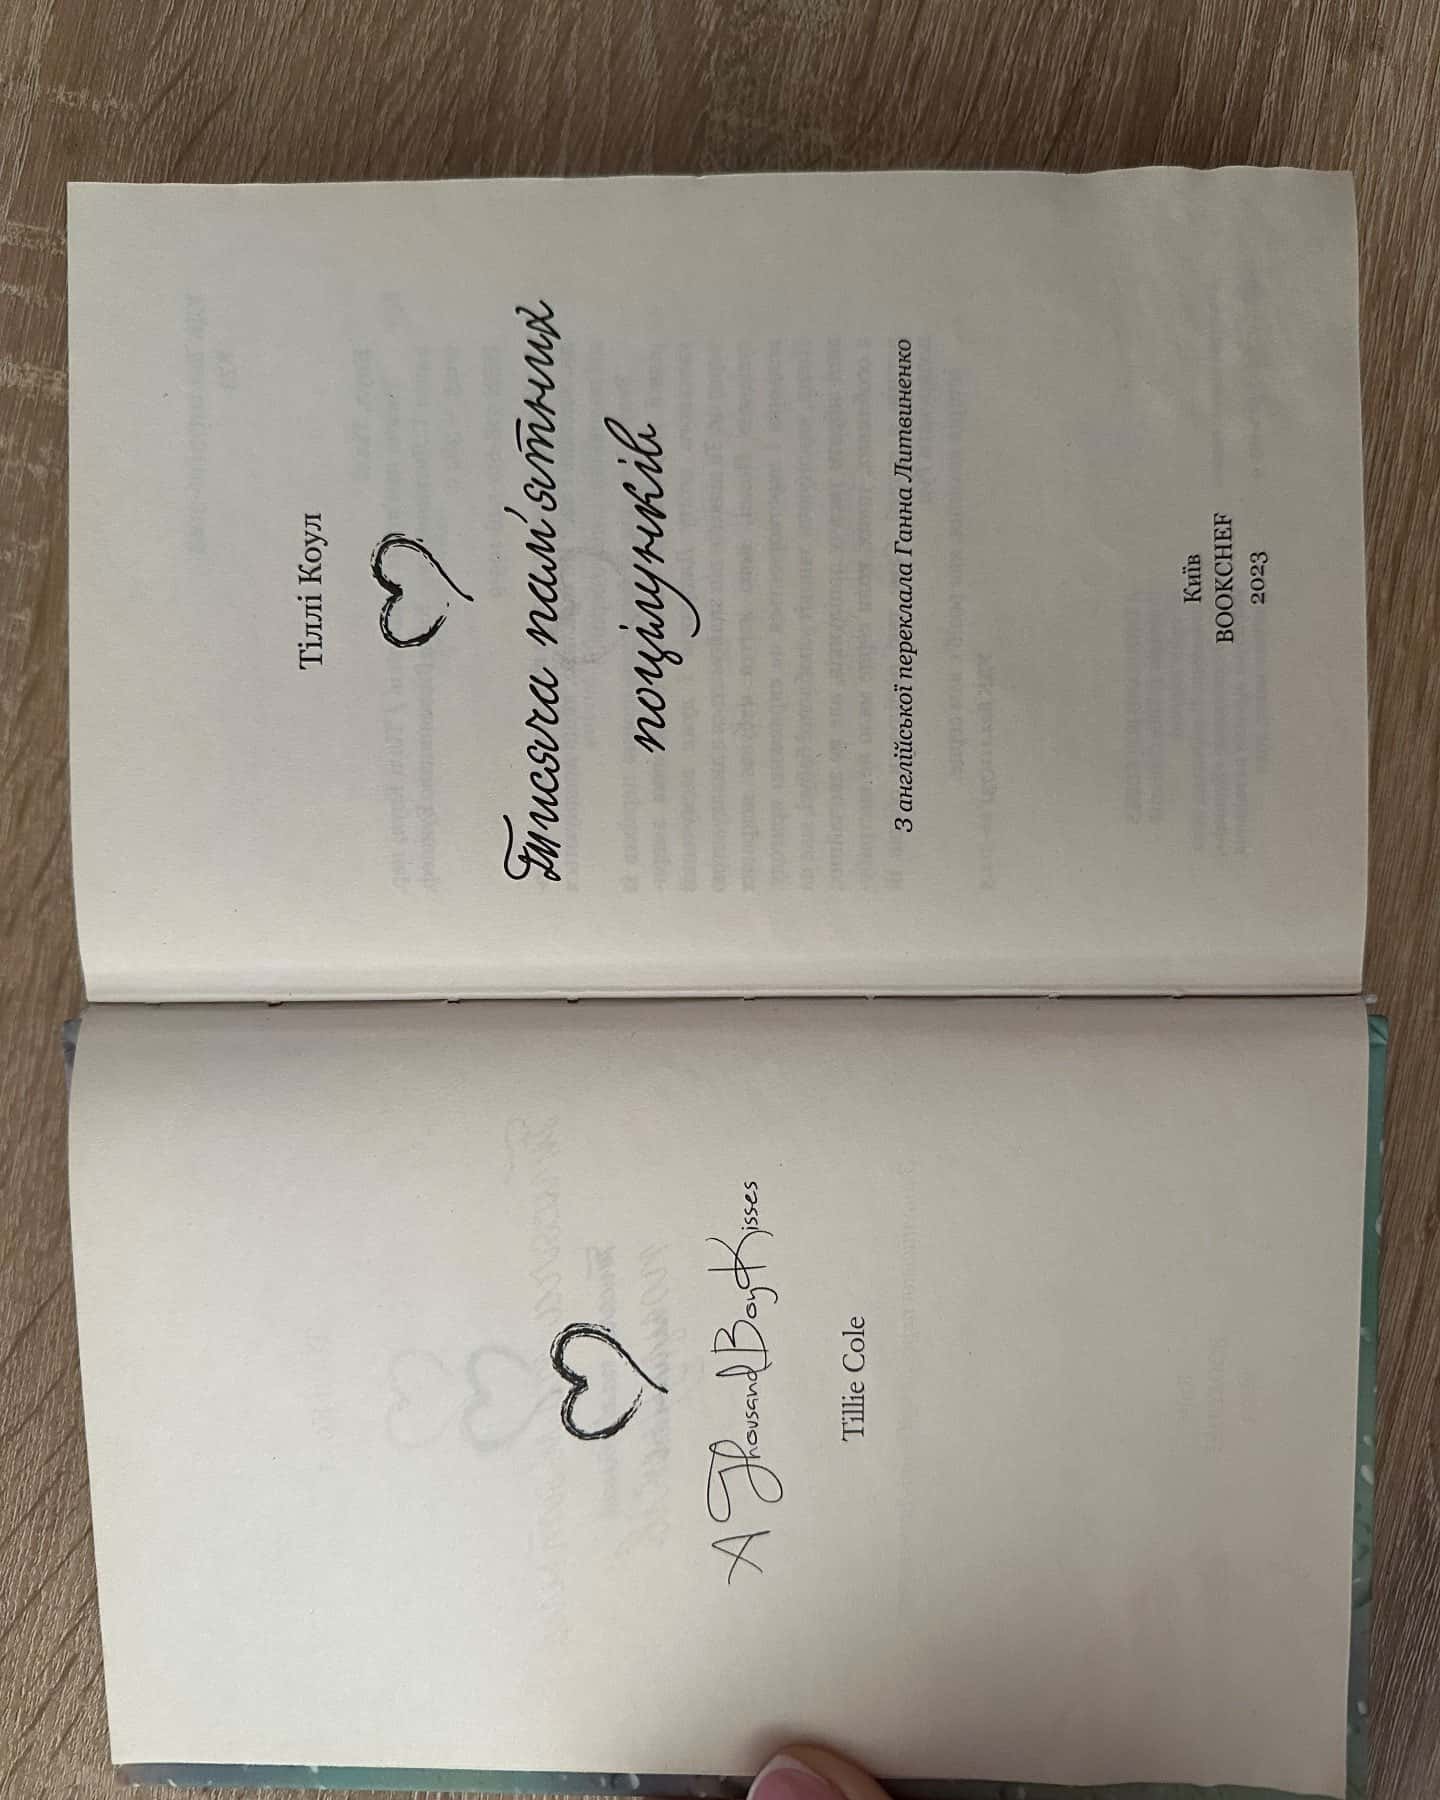 A Thousand Boy Kisses
Tillie Cole
Тіллі Коул
Тисяча пам'ятних
поцілунків
З англійської переклала Ганна Литвиненко
Київ
BOOKCHEF
2023